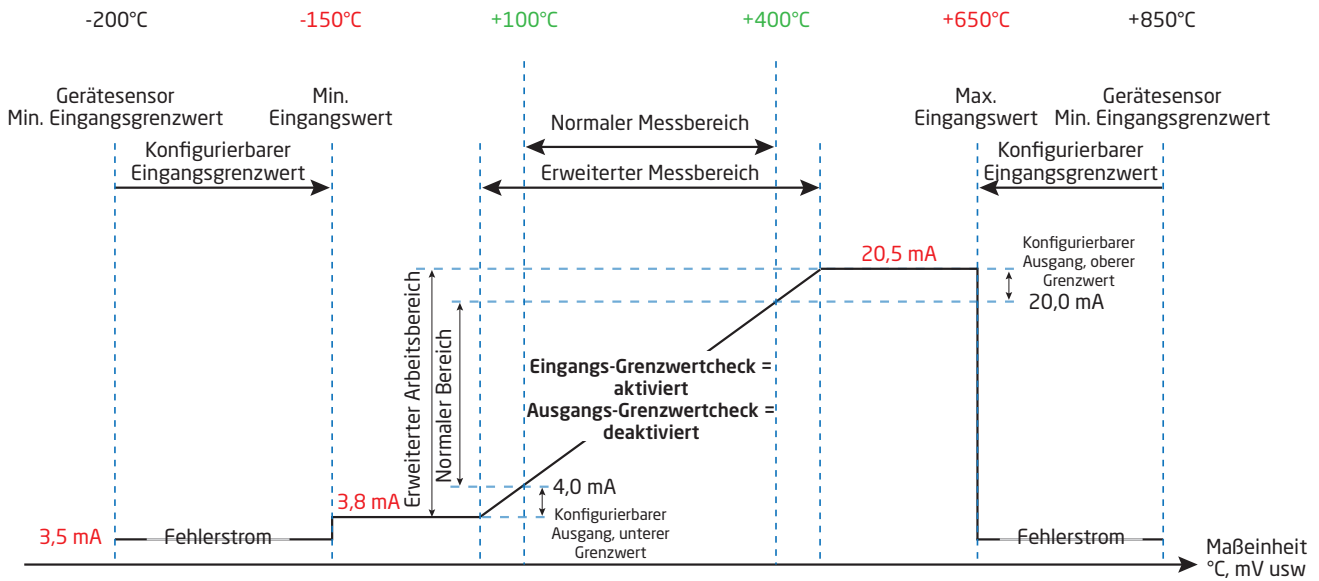 -200°C
-150°C
+100°C
+400°C
+650°C
+850°C
Gerätesensor
Min. Eingangsgrenzwert
Min.
Eingangswert
Max.
Eingangswert
Gerätesensor
Min. Eingangsgrenzwert
Normaler Messbereich
Konfigurierbarer
Eingangsgrenzwert
Erweiterter Messbereich
Konfigurierbarer
Eingangsgrenzwert
20,5 mA
Konfigurierbarer
Ausgang, oberer
Grenzwert
20,0 mA
Erweiterter Arbeitsbereich
Normaler Bereich
Eingangs-Grenzwertcheck =
aktiviert
Ausgangs-Grenzwertcheck =
deaktiviert
4,0 mA
3,8 mA
Konfigurierbarer
Ausgang, unterer
Grenzwert
3,5 mA
Fehlerstrom
Fehlerstrom
Maßeinheit
°C, mV usw